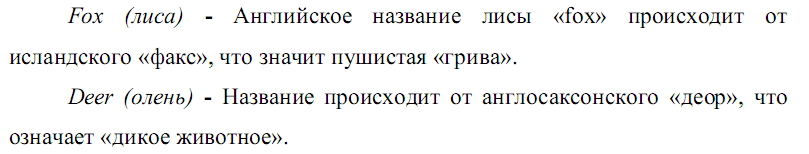 Fox (лиса) - Английское название лисы «fox» происходит от
исландского «факс», что значит пушистая «грива».
Deer (олень) - Название происходит от англосаксонского «деор», что
означает «дикое животное».